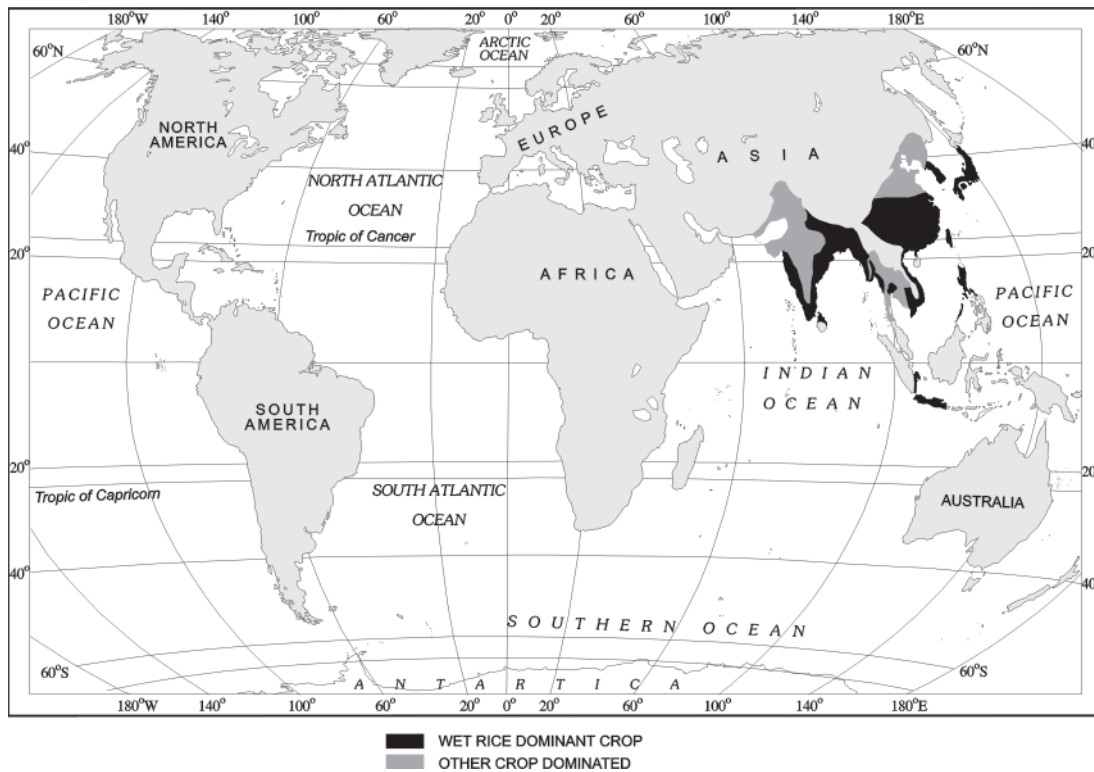 180°W 140° 100° 60° 20° 0° 20° 60° 100° 140° 180°E
60°N
ARCTIC
OCEAN
60°N
NORTH
AMERICA
EUROPE
ASIA
40°
40
NORTH ATLANTIC
OCEAN
Tropic of Cancer
20°
20
AFRICA
PACIFIC
OCEAN
PACIFIC
OCEAN
INDIAN
OCEAN
SOUTH
AMERICA
20°
20
Tropic of Capricorn
SOUTH ATLANTIC
OCEAN
AUSTRALIA
40°
40
SOUTHERN OCEAN
60°S
60°S
ANTARTICA
180°W 140° 100° 60° 20° 0° 20° 60° 100° 140° 180°E
WET RICE DOMINANT CROP
OTHER CROP DOMINATED